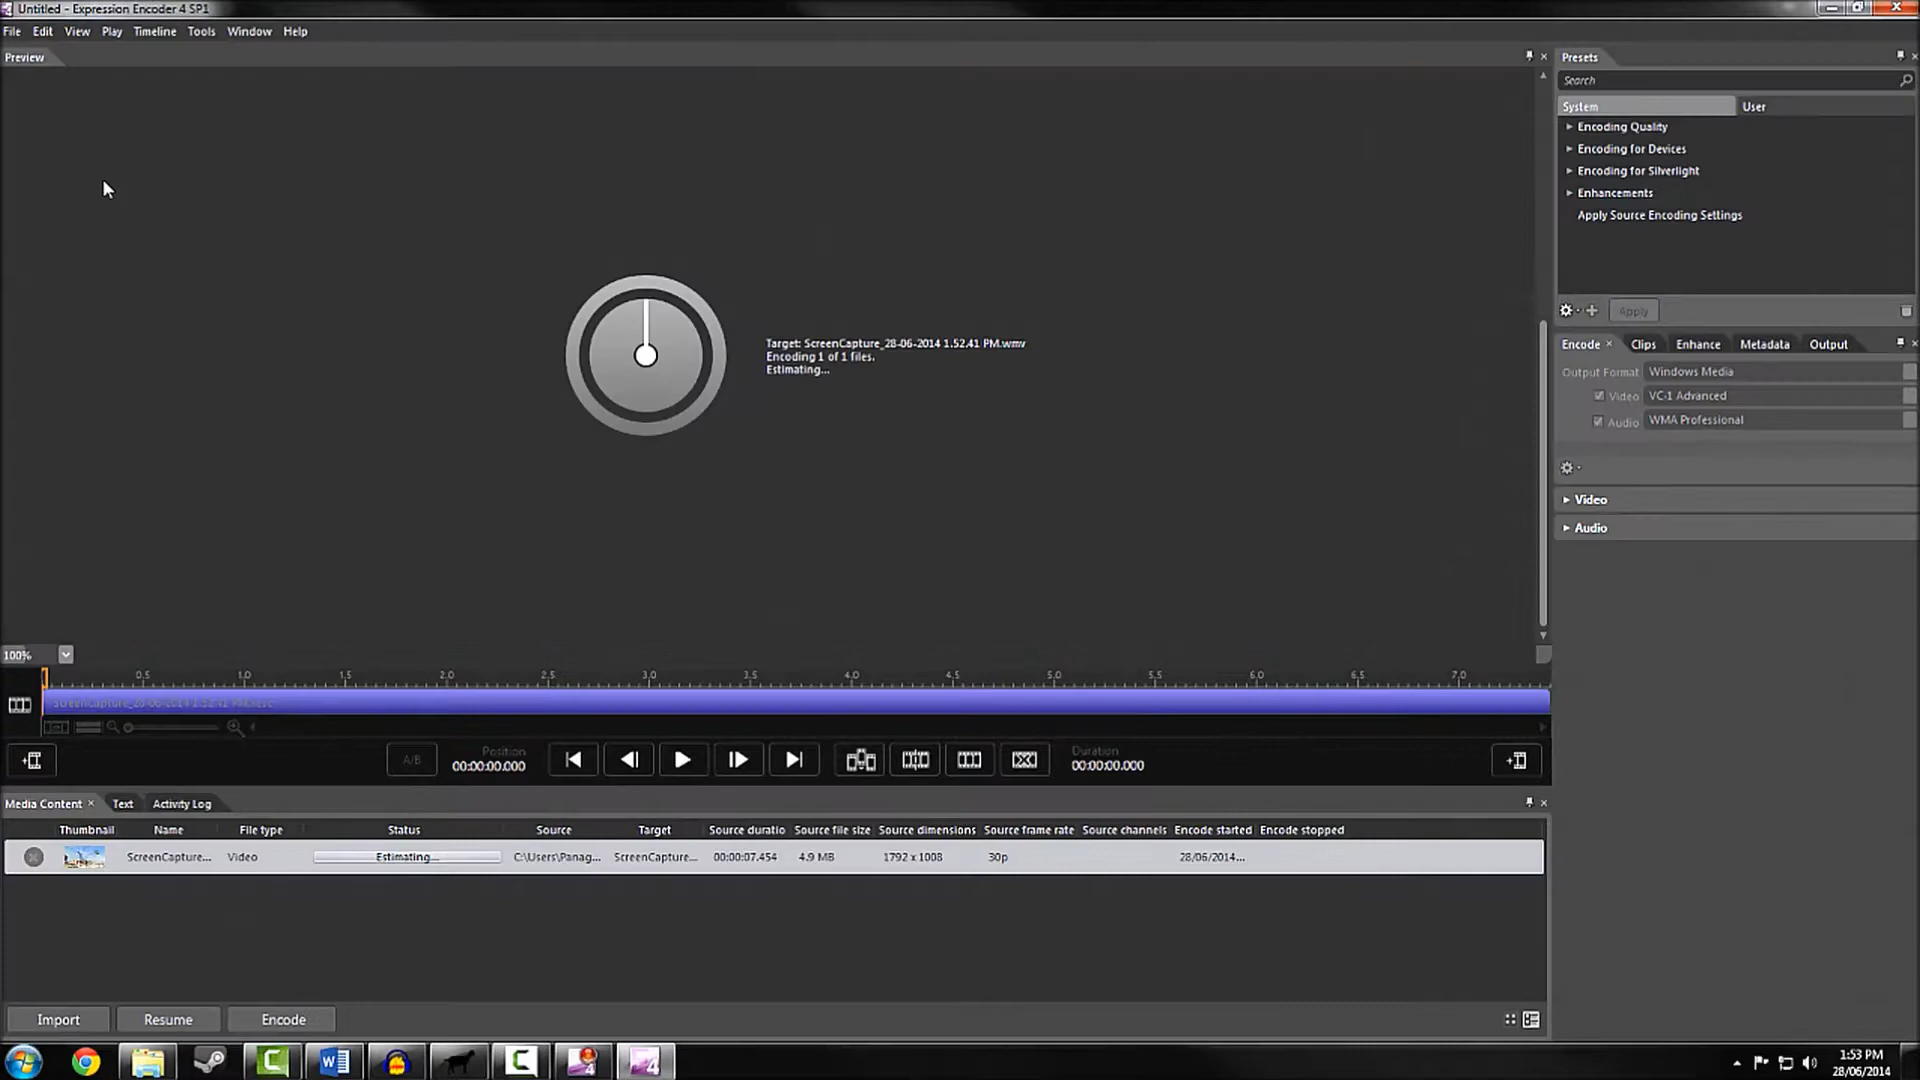 Untitled - Expression Encoder 4 SP1
File Edit View Play Timeline Tools Window Help
Preview
Presets
Search
System User
Encoding Quality
Encoding for Devices
Encoding for Silverlight
Enhancements
Apply Source Encoding Settings
Apply
Target: ScreenCapture_28-06-2014 1.52.41 PM.wmv
Encoding 1 of 1 files.
Estimating...
Encode Clips Enhance Metadata Output
Output Format Windows Media
Video VC-1 Advanced
Audio WMA Professional
Video
Audio
100%
0.5 1.0 1.5 2.0 2.5 3.0 3.5 4.0 4.5 5.0 5.5 6.0 6.5 7.0
A/B
Position
00:00:00.000
Duration
00:00:00.000
Media Content Text Activity Log
Thumbnail Name File type Status Source Target Source duratio Source file size Source dimensions Source frame rate Source channels Encode started Encode stopped
ScreenCapture... Video Estimating... C:\Users\Panag... ScreenCapture... 00:00:07.454 4.9 MB 1792 x 1008 30p 28/06/2014...
Import Resume Encode
1:53 PM
28/06/2014